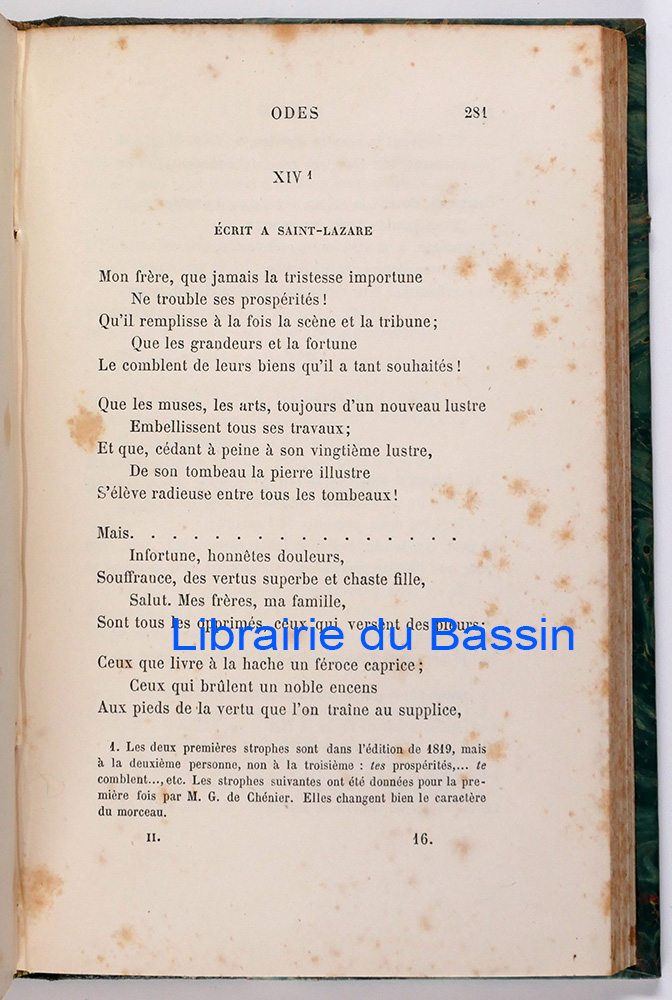 ODES 281
XIV 1
ÉCRIT A SAINT-LAZARE
Mon frère, que jamais la tristesse importune
Ne trouble ses prospérités !
Qu'il remplisse à la fois la scène et la tribune ;
Que les grandeurs et la fortune
Le comblent de leurs biens qu'il a tant souhaités !
Que les muses, les arts, toujours d'un nouveau lustre
Embellissent tous ses travaux ;
Et que, cédant à peine à son vingtième lustre,
De son tombeau la pierre illustre
S'élève radieuse entre tous les tombeaux !
Mais. . . . . . . . . . . . . . . .
Infortune, honnêtes douleurs,
Souffrance, des vertus superbe et chaste fille,
Salut. Mes frères, ma famille,
Sont tous les opprimés, ceux qui versent des pleurs ;
Librairie du Bassin
Ceux que livre à la hache un féroce caprice ;
Ceux qui brûlent un noble encens
Aux pieds de la vertu que l'on traîne au supplice,
1. Les deux premières strophes sont dans l'édition de 1819, mais
à la deuxième personne, non à la troisième : tes prospérités,... te
comblent..., etc. Les strophes suivantes ont été données pour la pre-
mière fois par M. G. de Chénier. Elles changent bien le caractère
du morceau.
II. 16.